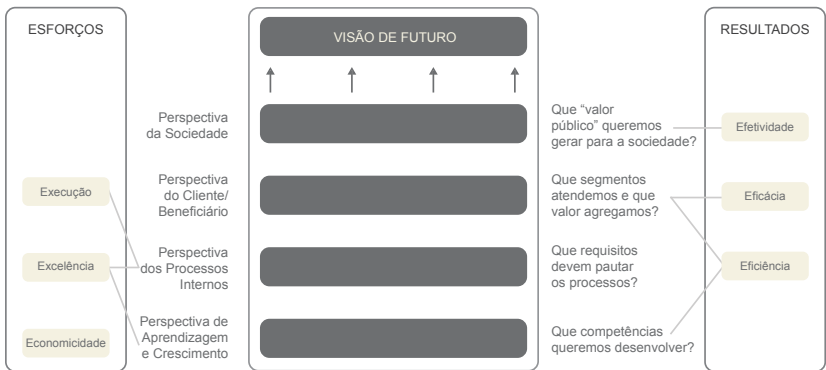 ESFORÇOS
VISÃO DE FUTURO
RESULTADOS
Perspectiva
da Sociedade
Que “valor
público” queremos
gerar para a sociedade?
Efetividade
Execução
Perspectiva
do Cliente/
Beneficiário
Que segmentos
atendemos e que
valor agregamos?
Eficácia
Excelência
Perspectiva
dos Processos
Internos
Que requisitos
devem pautar
os processos?
Eficiência
Economicidade
Perspectiva de
Aprendizagem
e Crescimento
Que competências
queremos desenvolver?